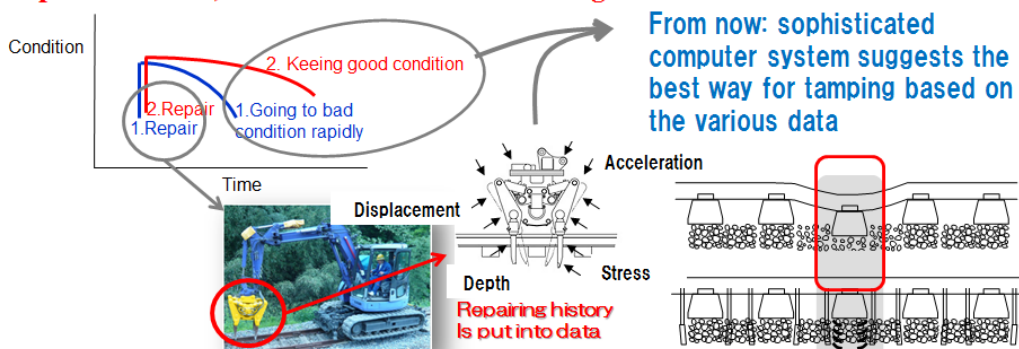 Condition
2. Keeing good condition
2.Repair
1.Repair
1.Going to bad
condition rapidly
Time
From now: sophisticated
computer system suggests the
best way for tamping based on
the various data
Acceleration
Displacement
Depth
Stress
Repairing history
Is put into data